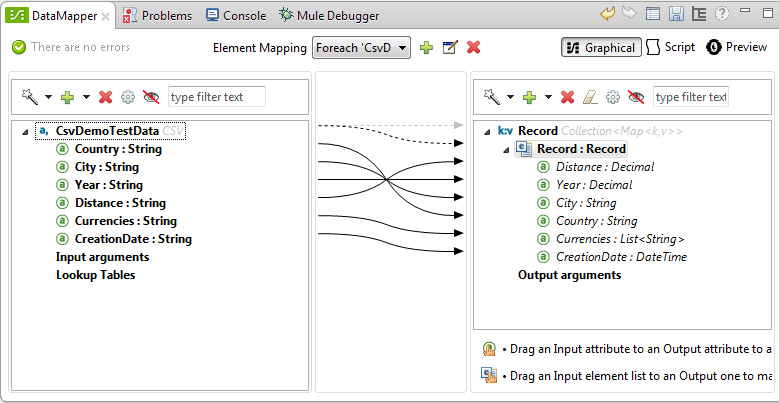 DataMapper Problems Console Mule Debugger
There are no errors Element Mapping Foreach 'CsvD Graphical Script Preview
type filter text type filter text
a, CsvDemoTestData CSV k:v Record Collection<Map<k,v>>
a Country : String Record : Record
a City : String a Distance : Decimal
a Year : String a Year : Decimal
a Distance : String a City : String
a Currencies : String a Country : String
a CreationDate : String a Currencies : List<String>
Input arguments a CreationDate : DateTime
Lookup Tables Output arguments
• Drag an Input attribute to an Output attribute to a
• Drag an Input element list to an Output one to ma